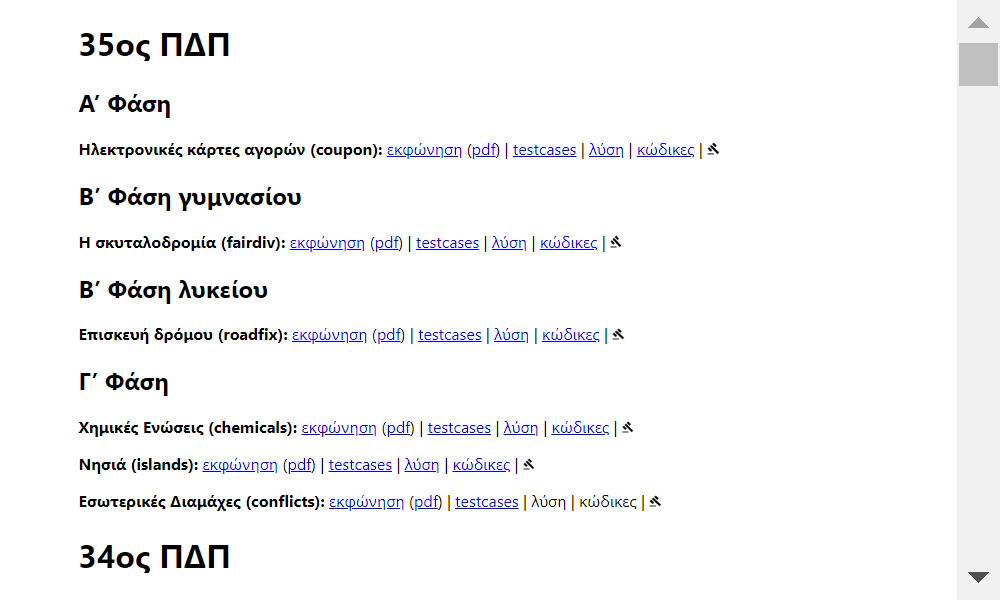 35ος ΠΔΠ
Α’ Φάση
Ηλεκτρονικές κάρτες αγορών (coupon): εκφώνηση (pdf) | testcases | λύση | κώδικες |
Β’ Φάση γυμνασίου
Η σκυταλοδρομία (fairdiv): εκφώνηση (pdf) | testcases | λύση | κώδικες |
Β’ Φάση λυκείου
Επισκευή δρόμου (roadfix): εκφώνηση (pdf) | testcases | λύση | κώδικες |
Γ’ Φάση
Χημικές Ενώσεις (chemicals): εκφώνηση (pdf) | testcases | λύση | κώδικες |
Νησιά (islands): εκφώνηση (pdf) | testcases | λύση | κώδικες |
Εσωτερικές Διαμάχες (conflicts): εκφώνηση (pdf) | testcases | λύση | κώδικες |
34ος ΠΔΠ